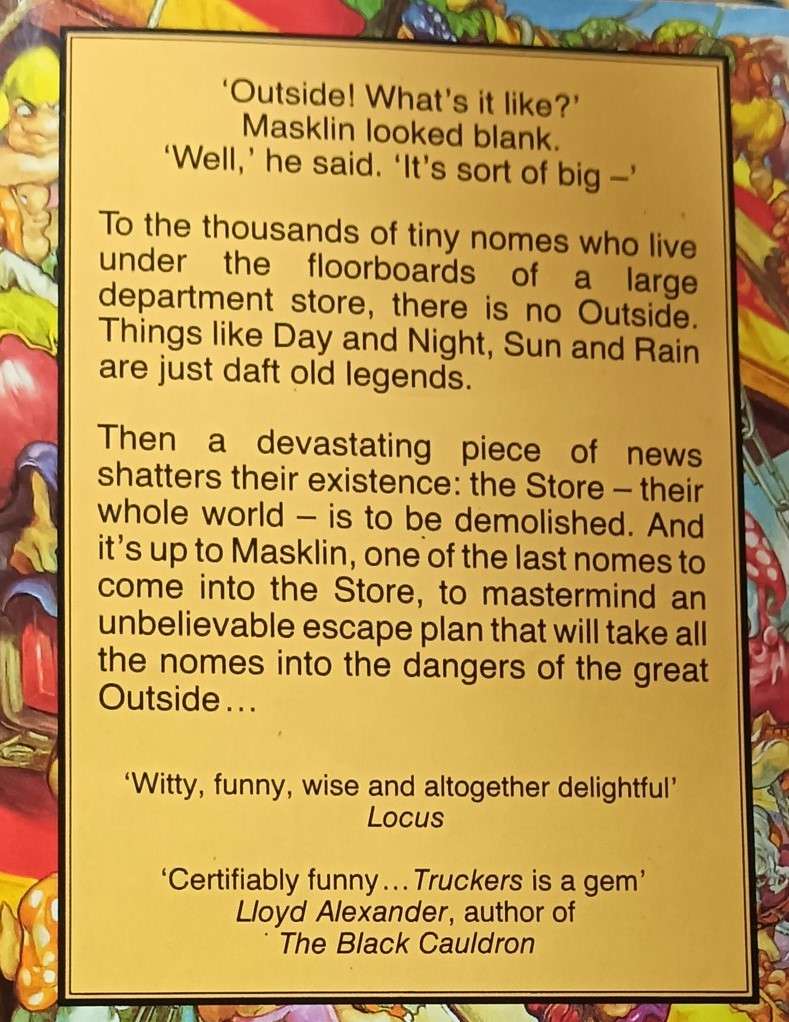 ‘Outside! What’s it like?’
Masklin looked blank.
‘Well,’ he said. ‘It’s sort of big –’
To the thousands of tiny nomes who live
under the floorboards of a large
department store, there is no Outside.
Things like Day and Night, Sun and Rain
are just daft old legends.
Then a devastating piece of news
shatters their existence: the Store – their
whole world – is to be demolished. And
it’s up to Masklin, one of the last nomes to
come into the Store, to mastermind an
unbelievable escape plan that will take all
the nomes into the dangers of the great
Outside...
‘Witty, funny, wise and altogether delightful’
Locus
‘Certifiably funny... Truckers is a gem’
Lloyd Alexander, author of
The Black Cauldron